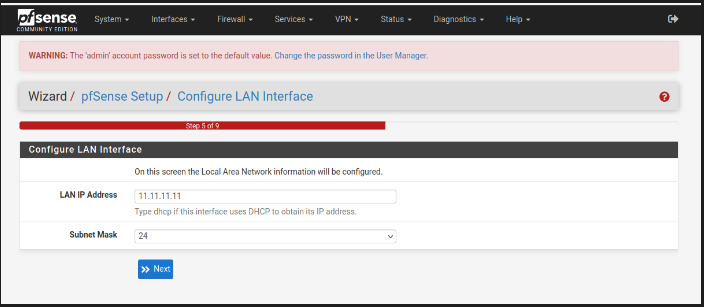 pfsense
COMMUNITY EDITION
System Interfaces Firewall Services VPN Status Diagnostics Help
WARNING: The 'admin' account password is set to the default value. Change the password in the User Manager.
Wizard / pfSense Setup / Configure LAN Interface
Step 5 of 9
Configure LAN Interface
On this screen the Local Area Network information will be configured.
LAN IP Address 11.11.11.11
Type dhcp if this interface uses DHCP to obtain its IP address.
Subnet Mask 24
Next